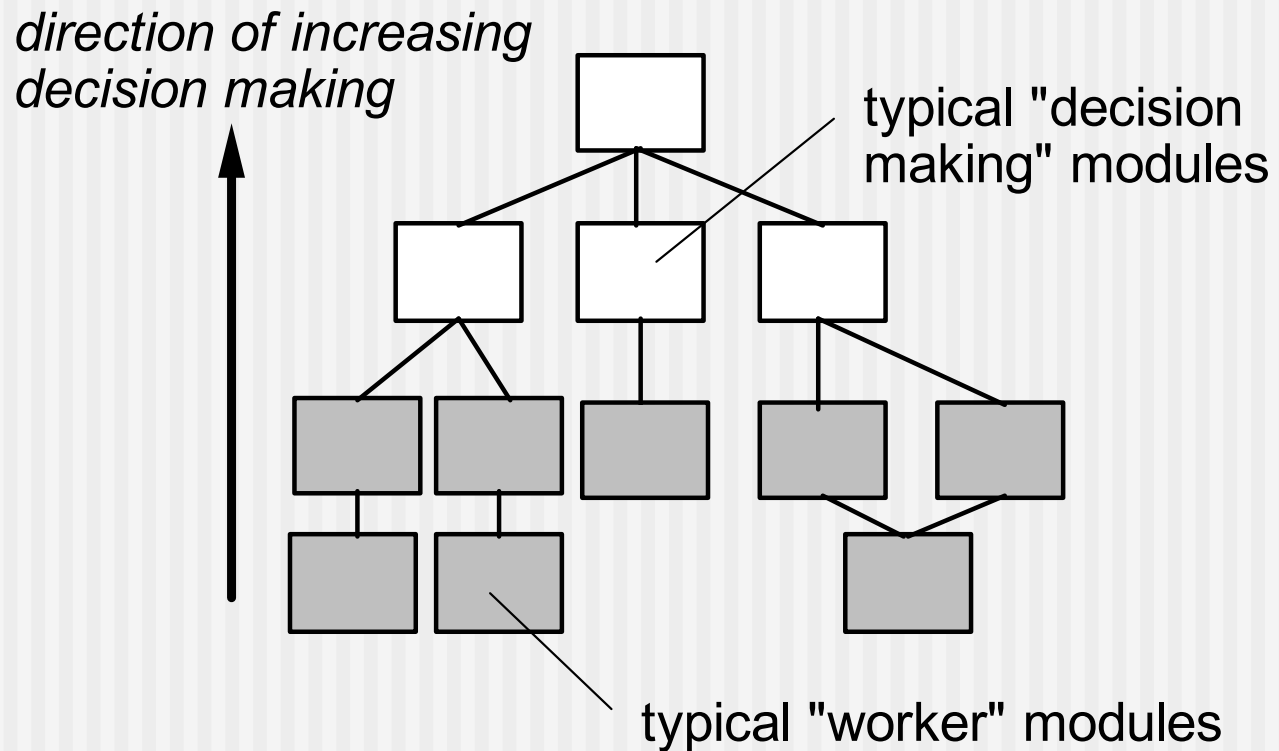 direction of increasing
decision making
typical "decision
making" modules
typical "worker" modules